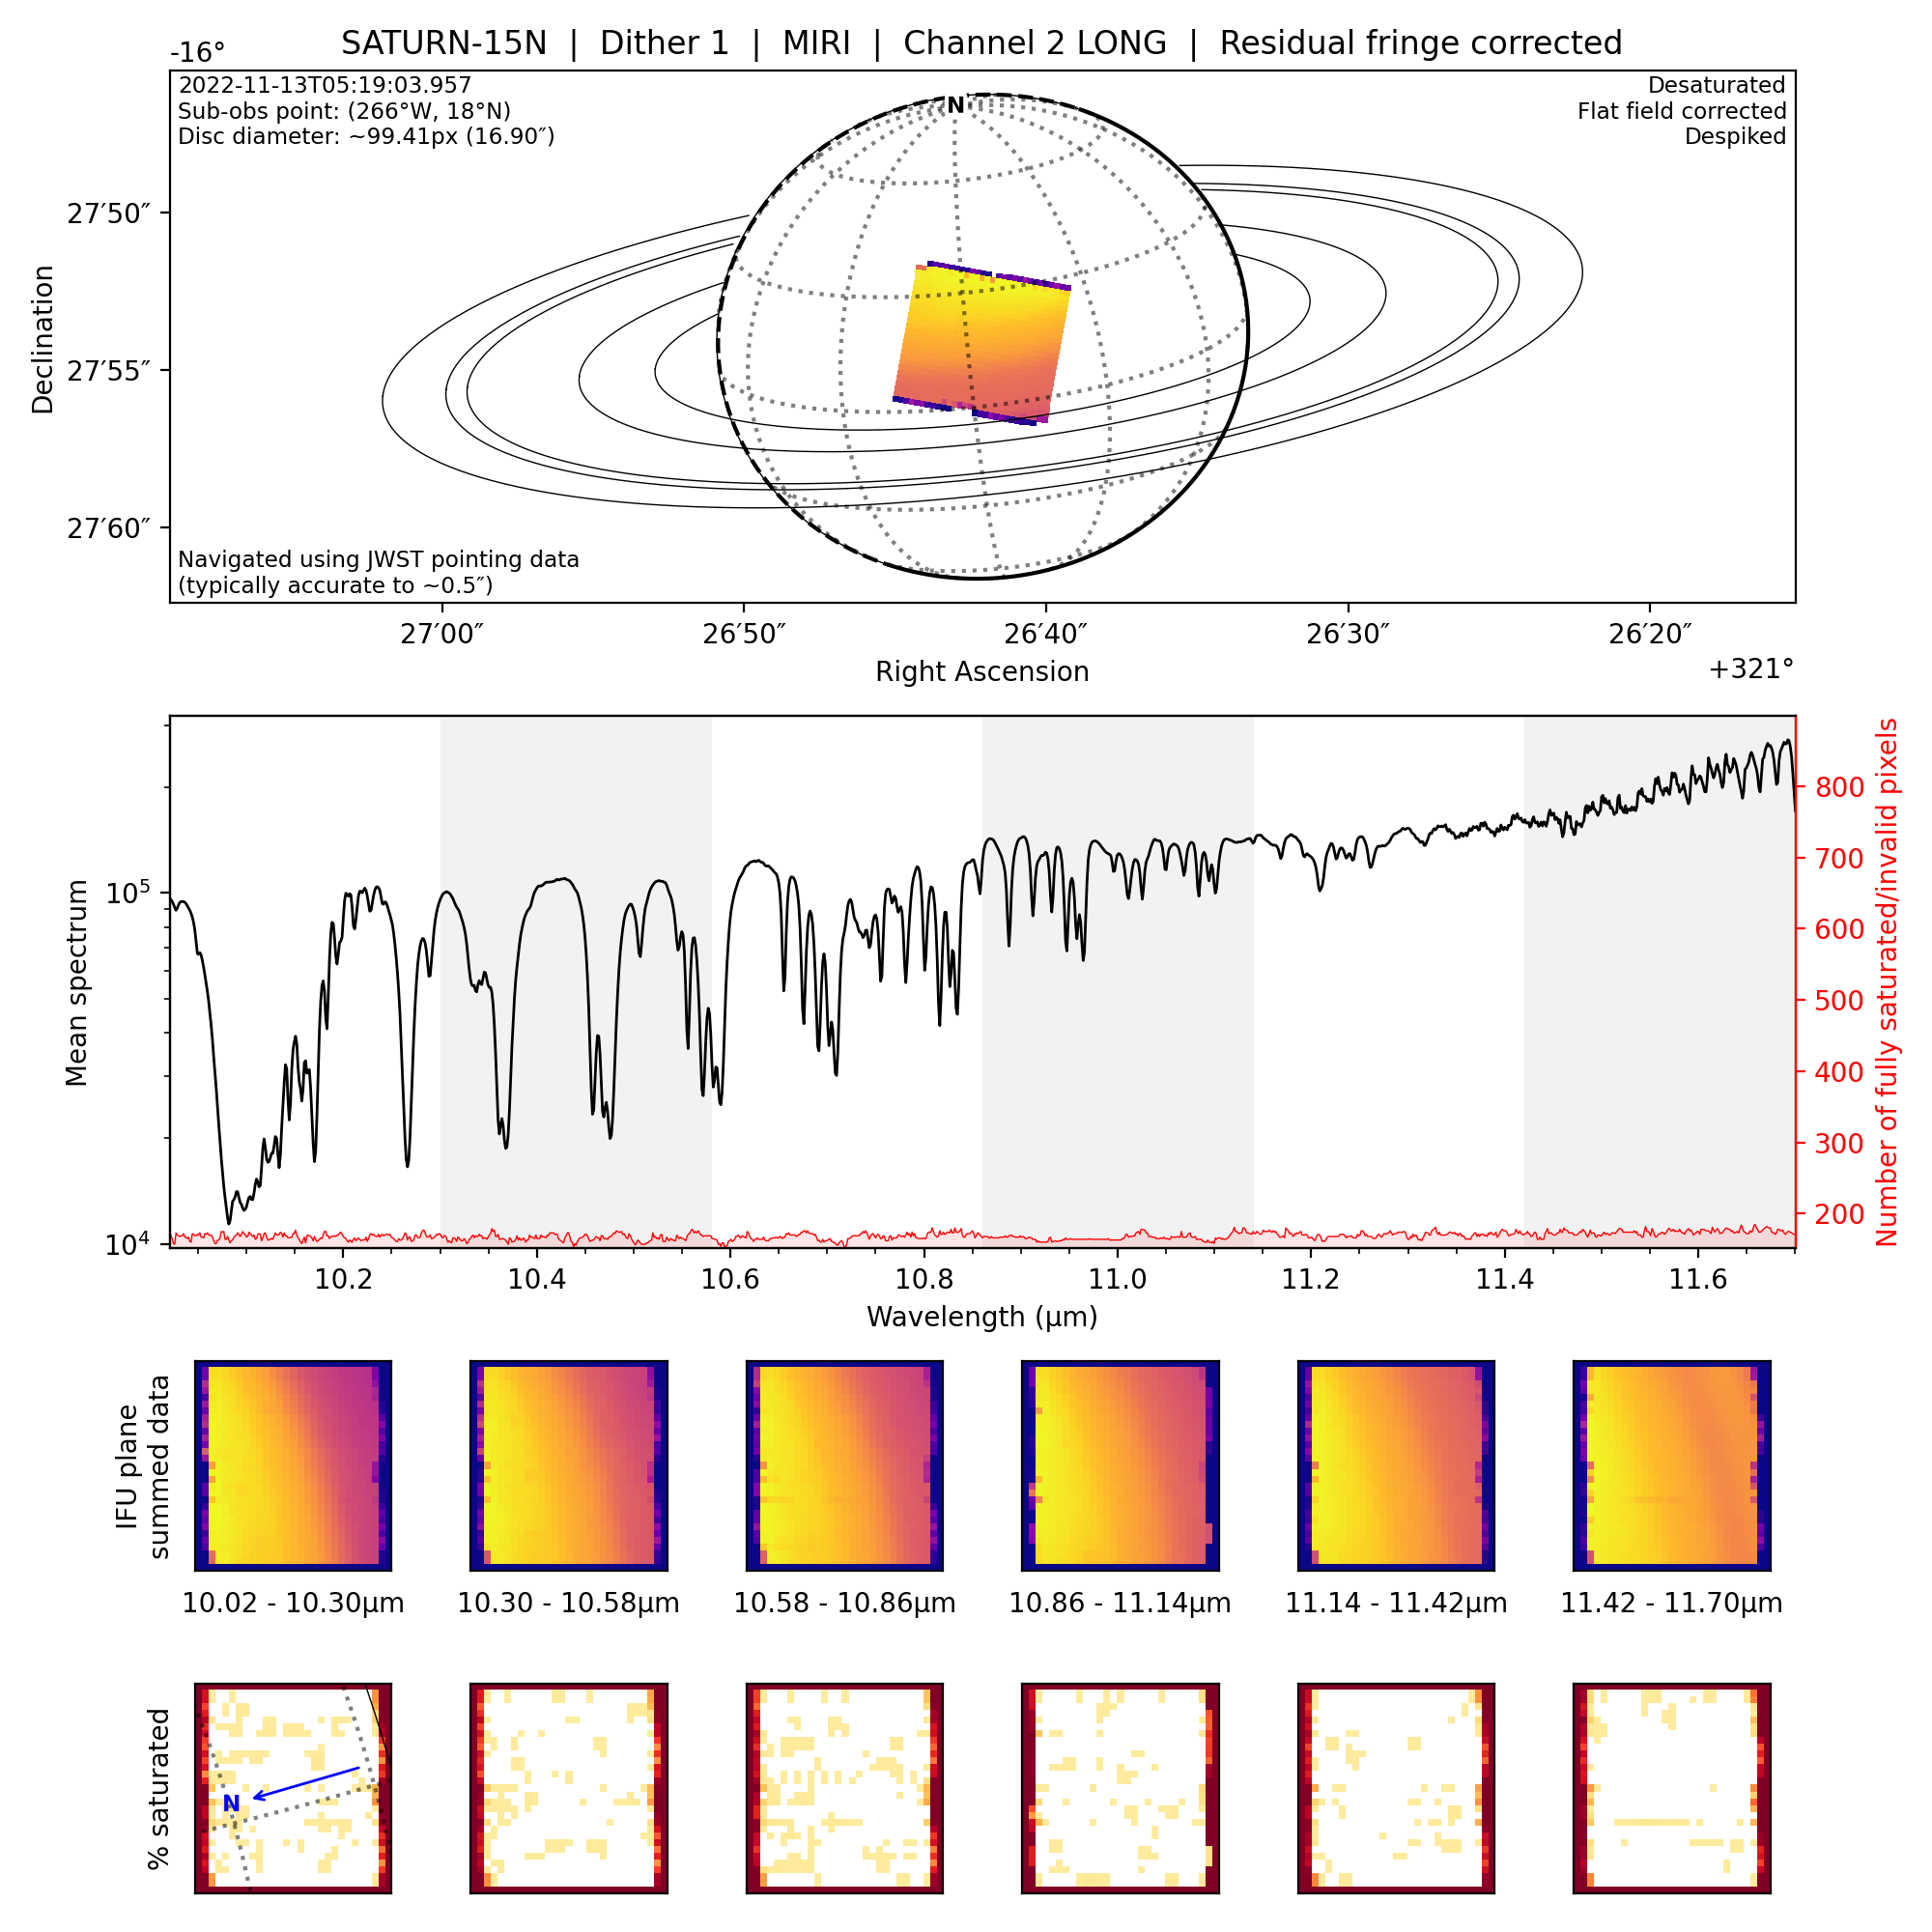 SATURN-15N | Dither 1 | MIRI | Channel 2 LONG | Residual fringe corrected
-16°
2022-11-13T05:19:03.957
Sub-obs point: (266°W, 18°N)
Disc diameter: ~99.41px (16.90″)
Desaturated
Flat field corrected
Despiked
N
27′50″
27′55″
27′60″
Declination
Navigated using JWST pointing data
(typically accurate to ~0.5″)
27′00″ 26′50″ 26′40″ 26′30″ 26′20″
Right Ascension
+321°
Mean spectrum
10⁵
10⁴
Number of fully saturated/invalid pixels
800
700
600
500
400
300
200
10.2 10.4 10.6 10.8 11.0 11.2 11.4 11.6
Wavelength (µm)
IFU plane
summed data
10.02 - 10.30µm 10.30 - 10.58µm 10.58 - 10.86µm 10.86 - 11.14µm 11.14 - 11.42µm 11.42 - 11.70µm
% saturated
N